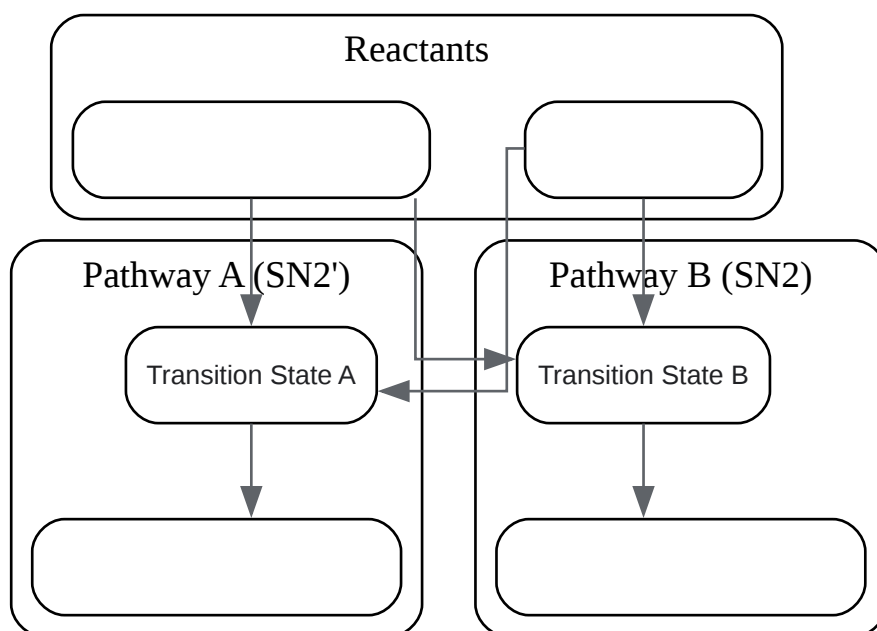 Reactants
Pathway A (SN2')
Pathway B (SN2)
Transition State A
Transition State B